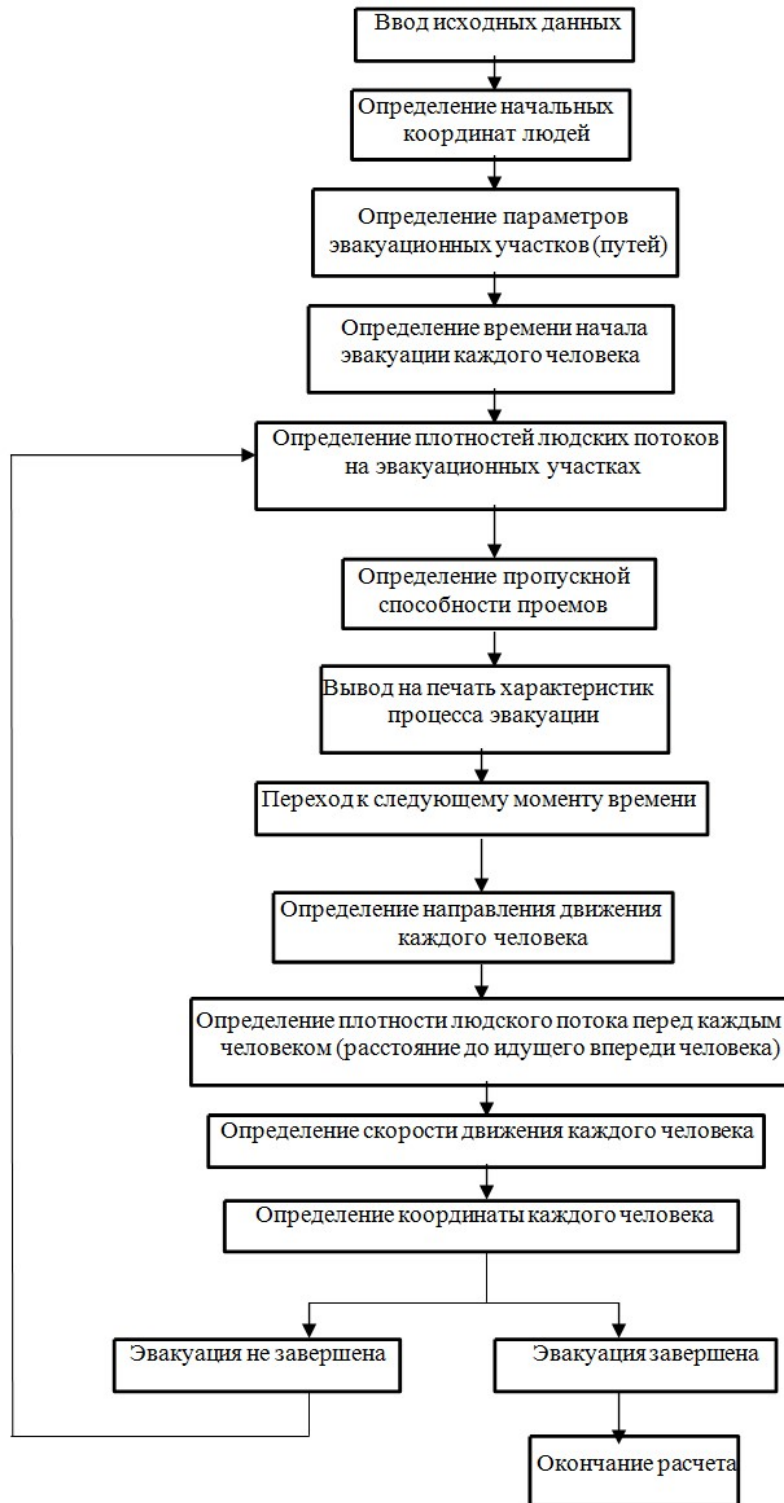 Ввод исходных данных
Определение начальных
координат людей
Определение параметров
эвакуационных участков (путей)
Определение времени начала
эвакуации каждого человека
Определение плотностей людских потоков
на эвакуационных участках
Определение пропускной
способности проемов
Вывод на печать характеристик
процесса эвакуации
Переход к следующему моменту времени
Определение направления движения
каждого человека
Определение плотности людского потока перед каждым
человеком (расстояние до идущего впереди человека)
Определение скорости движения каждого человека
Определение координаты каждого человека
Эвакуация не завершена
Эвакуация завершена
Окончание расчета